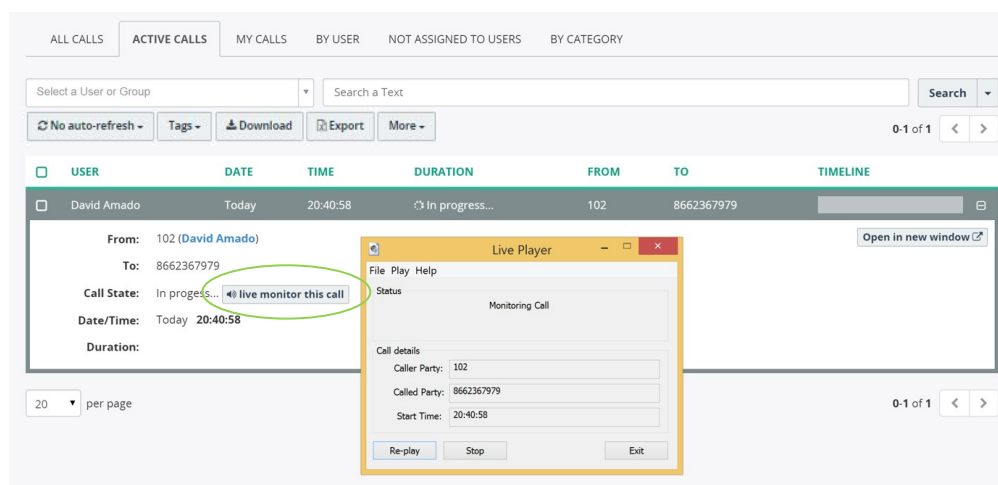 ALL CALLS ACTIVE CALLS MY CALLS BY USER NOT ASSIGNED TO USERS BY CATEGORY
Select a User or Group Search a Text Search
No auto-refresh Tags Download Export More 0-1 of 1
USER DATE TIME DURATION FROM TO TIMELINE
David Amado Today 20:40:58 In progress... 102 8662367979
From: 102 (David Amado) Open in new window
To: 8662367979
Call State: In progess... live monitor this call
Date/Time: Today 20:40:58
Duration:
Live Player
File Play Help
Status
Monitoring Call
Call details
Caller Party: 102
Called Party: 8662367979
Start Time: 20:40:58
Re-play Stop Exit
20 per page 0-1 of 1